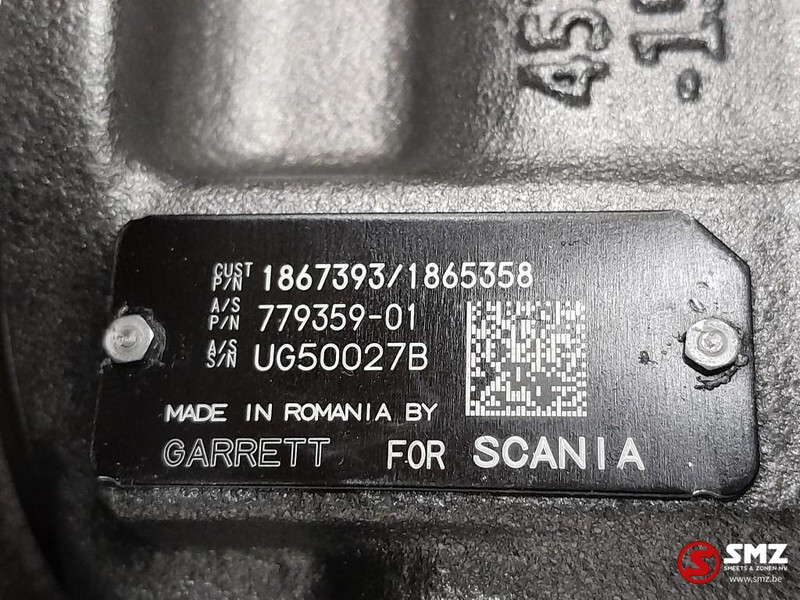 CUST P/N 1867393/1865358
A/S P/N 779359-01
A/S S/N UG50027B
MADE IN ROMANIA BY
GARRETT FOR SCANIA
SMZ
SMEETS & ZONEN NV
www.smz.be